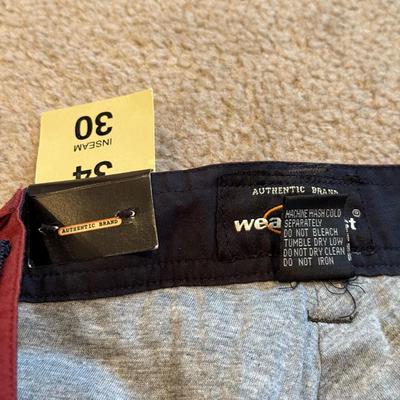 30
INSEAM
34
AUTHENTIC BRAND
AUTHENTIC BRAND
MACHINE WASH COLD
SEPARATELY
DO NOT BLEACH
TUMBLE DRY LOW
DO NOT DRY CLEAN
DO NOT IRON